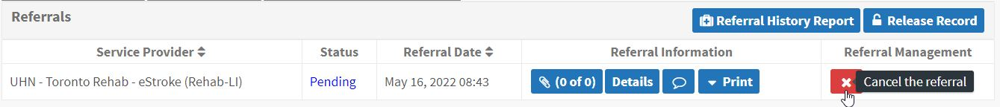 Referrals
Referral History Report
Release Record
Service Provider Status Referral Date Referral Information Referral Management
UHN - Toronto Rehab - eStroke (Rehab-LI) Pending May 16, 2022 08:43 (0 of 0) Details Print Cancel the referral